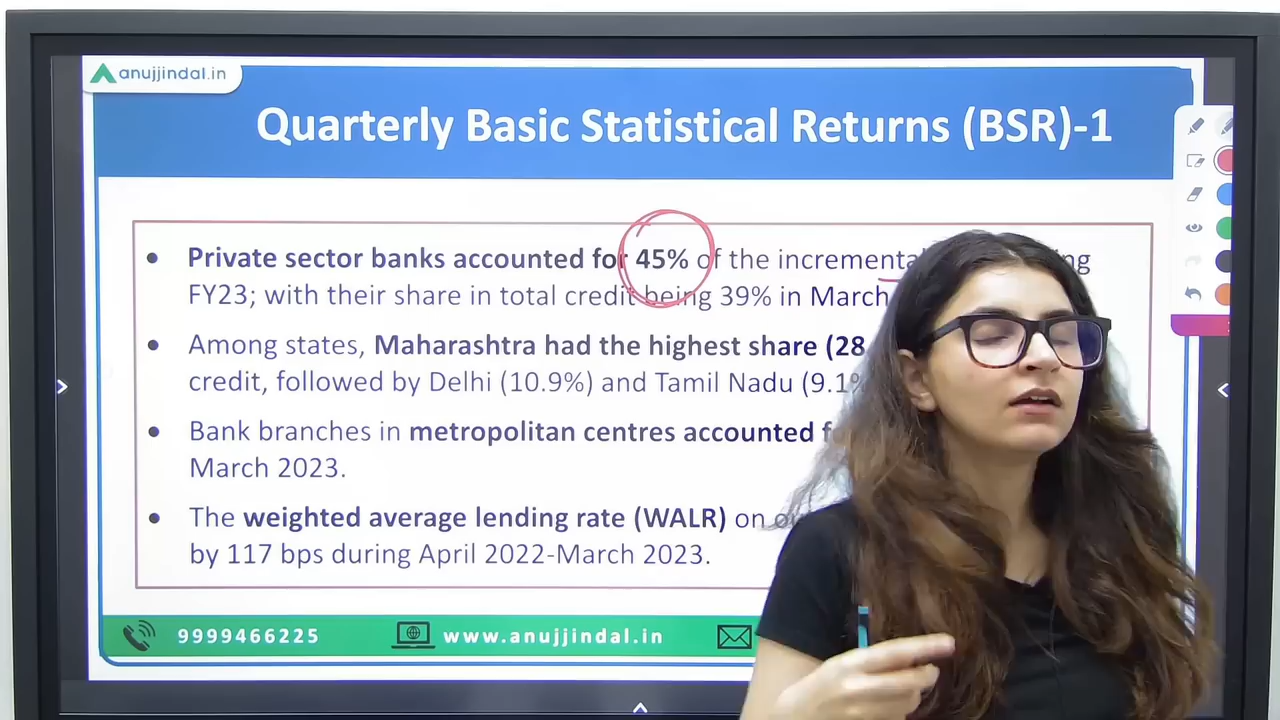 anujjindal.in
Quarterly Basic Statistical Returns (BSR)-1
• Private sector banks accounted for 45% of the
FY23; with their share in total credit being 39% in March
• Among states, Maharashtra had the highest share (28
credit, followed by Delhi (10.9%) and Tamil Nadu (9.1%
• Bank branches in metropolitan centres accounted
March 2023.
• The weighted average lending rate (WALR) on
by 117 bps during April 2022-March 2023.
9999466225 www.anujjindal.in